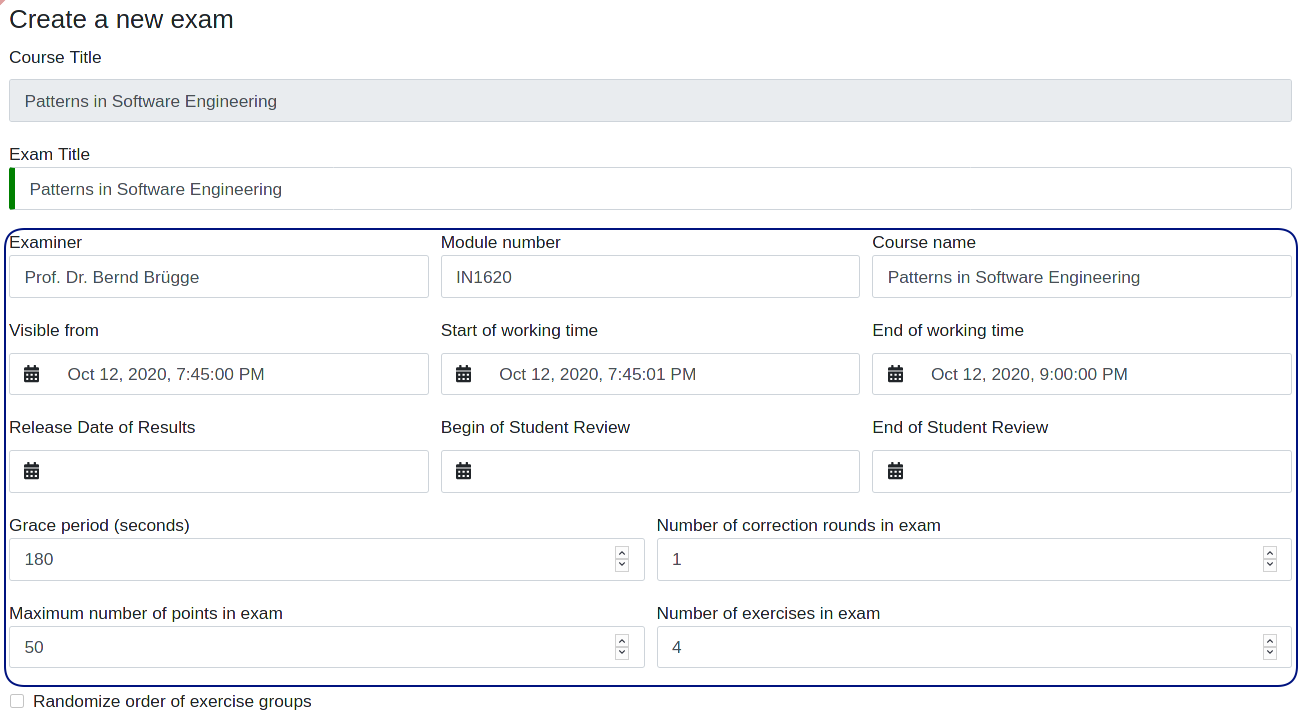 Create a new exam
Course Title
Patterns in Software Engineering
Exam Title
Patterns in Software Engineering
Examiner Module number Course name
Prof. Dr. Bernd Brügge IN1620 Patterns in Software Engineering
Visible from Start of working time End of working time
Oct 12, 2020, 7:45:00 PM Oct 12, 2020, 7:45:01 PM Oct 12, 2020, 9:00:00 PM
Release Date of Results Begin of Student Review End of Student Review
Grace period (seconds) Number of correction rounds in exam
180 1
Maximum number of points in exam Number of exercises in exam
50 4
Randomize order of exercise groups